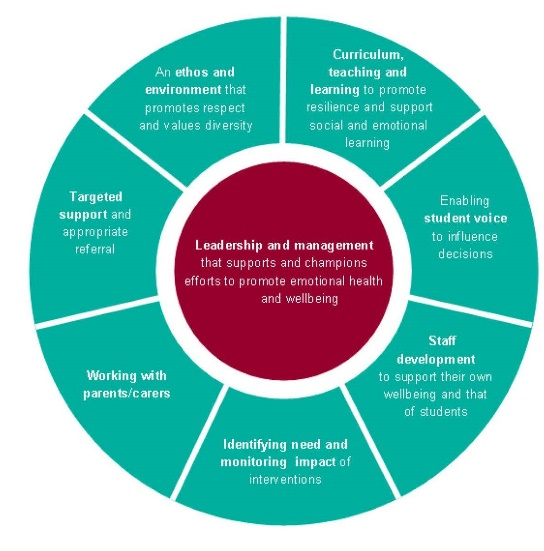 An ethos and
environment that
promotes respect
and values diversity
Curriculum,
teaching and
learning to promote
resilience and support
social and emotional
learning
Enabling
student voice
to influence
decisions
Staff
development
to support their own
wellbeing and that
of students
Identifying need and
monitoring impact of
interventions
Working with
parents/carers
Targeted
support and
appropriate
referral
Leadership and management
that supports and champions
efforts to promote emotional health
and wellbeing